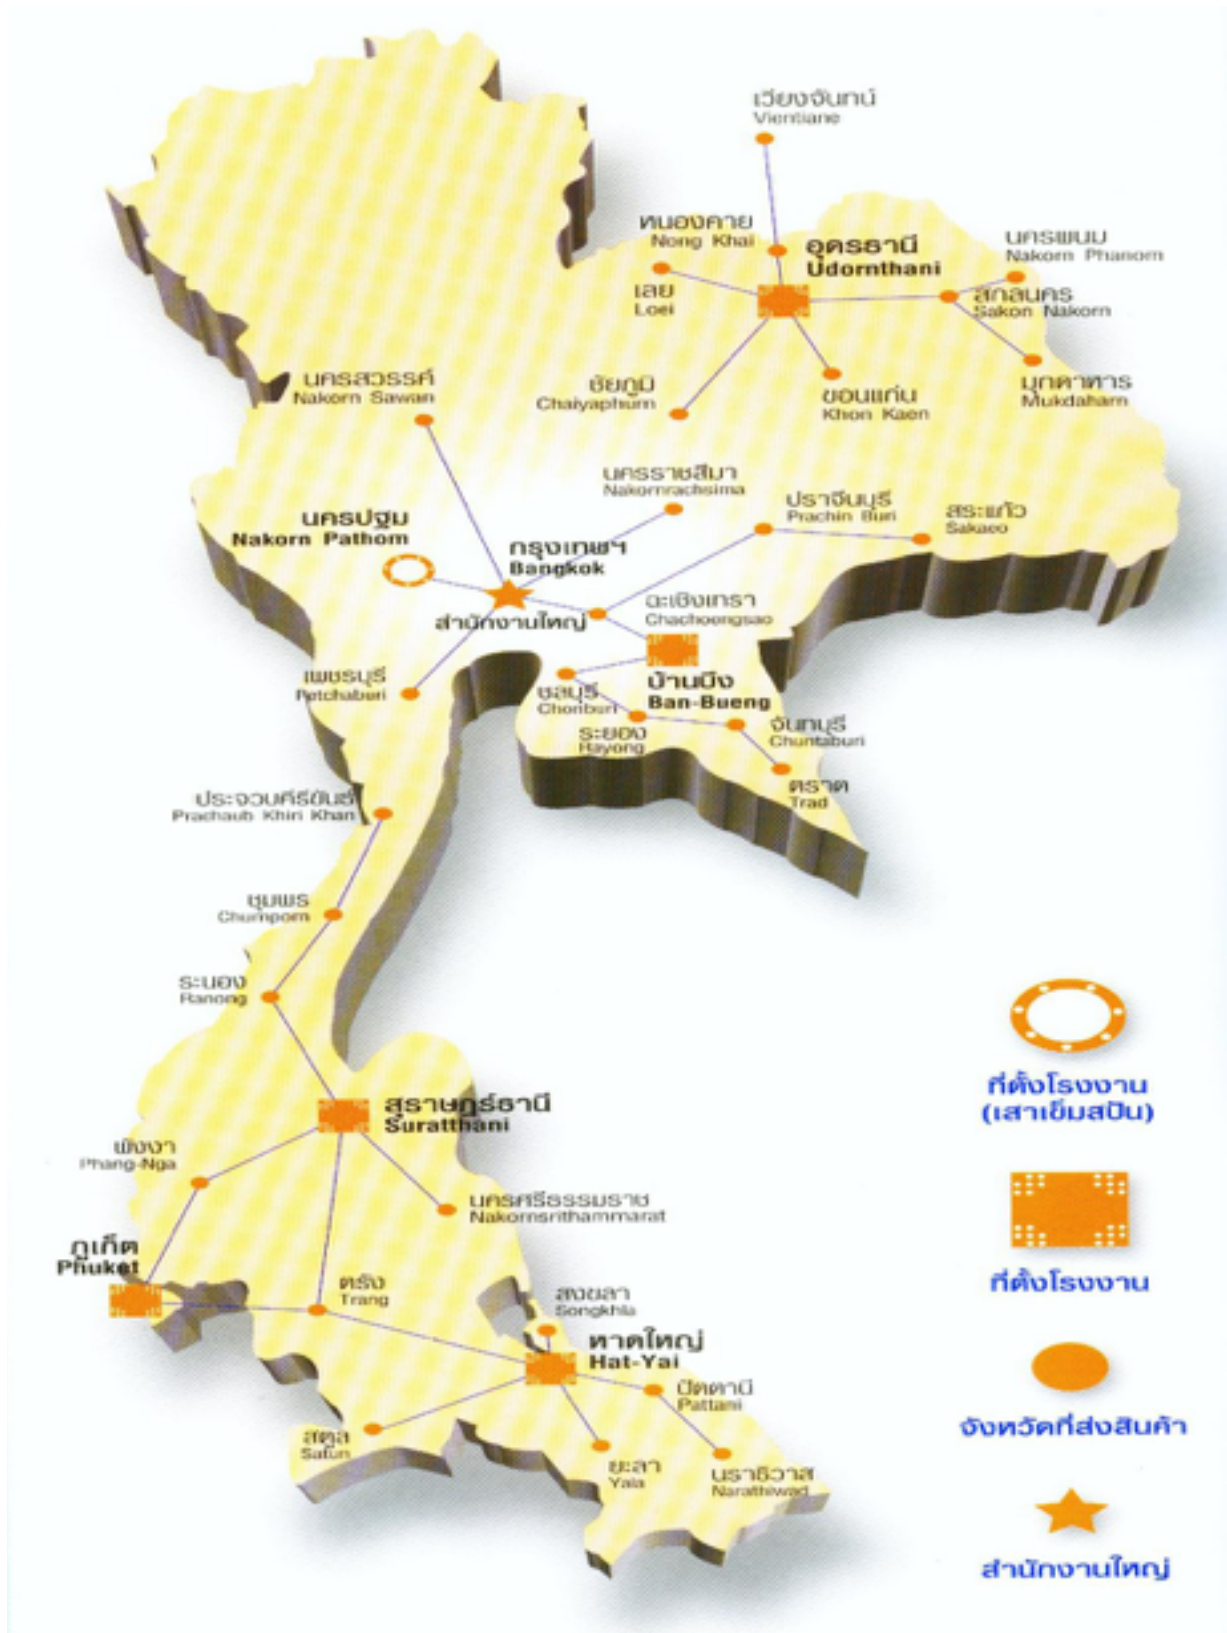 เวียงจันทน์
Vientiane
หนองคาย
Nong Khai
อุดรธานี
Udornthani
นครพนม
Nakorn Phanom
เลย
Loei
สกลนคร
Sakon Nakorn
นครสวรรค์
Nakorn Sawan
ชัยภูมิ
Chaiyaphum
ขอนแก่น
Khon Kaen
มุกดาหาร
Mukdaharn
นครราชสีมา
Nakornrachsima
ปราจีนบุรี
Prachin Buri
สระแก้ว
Sakaeo
นครปฐม
Nakorn Pathom
กรุงเทพฯ
Bangkok
สำนักงานใหญ่
ฉะเชิงเทรา
Chachoengsao
เพชรบุรี
Petchaburi
ชลบุรี
Chonburi
บ้านบึง
Ban-Bueng
ระยอง
Rayong
จันทบุรี
Chuntaburi
ตราด
Trad
ประจวบคีรีขันธ์
Prachaub Khiri Khan
ชุมพร
Chumporn
ระนอง
Ranong
สุราษฎร์ธานี
Suratthani
พังงา
Phang-Nga
นครศรีธรรมราช
Nakornsrithammarat
ภูเก็ต
Phuket
ตรัง
Trang
สงขลา
Songkhla
หาดใหญ่
Hat-Yai
ปัตตานี
Pattani
สตูล
Satun
ยะลา
Yala
นราธิวาส
Narathiwad
ที่ตั้งโรงงาน
(เสาเข็มสปัน)
ที่ตั้งโรงงาน
จังหวัดที่ส่งสินค้า
สำนักงานใหญ่